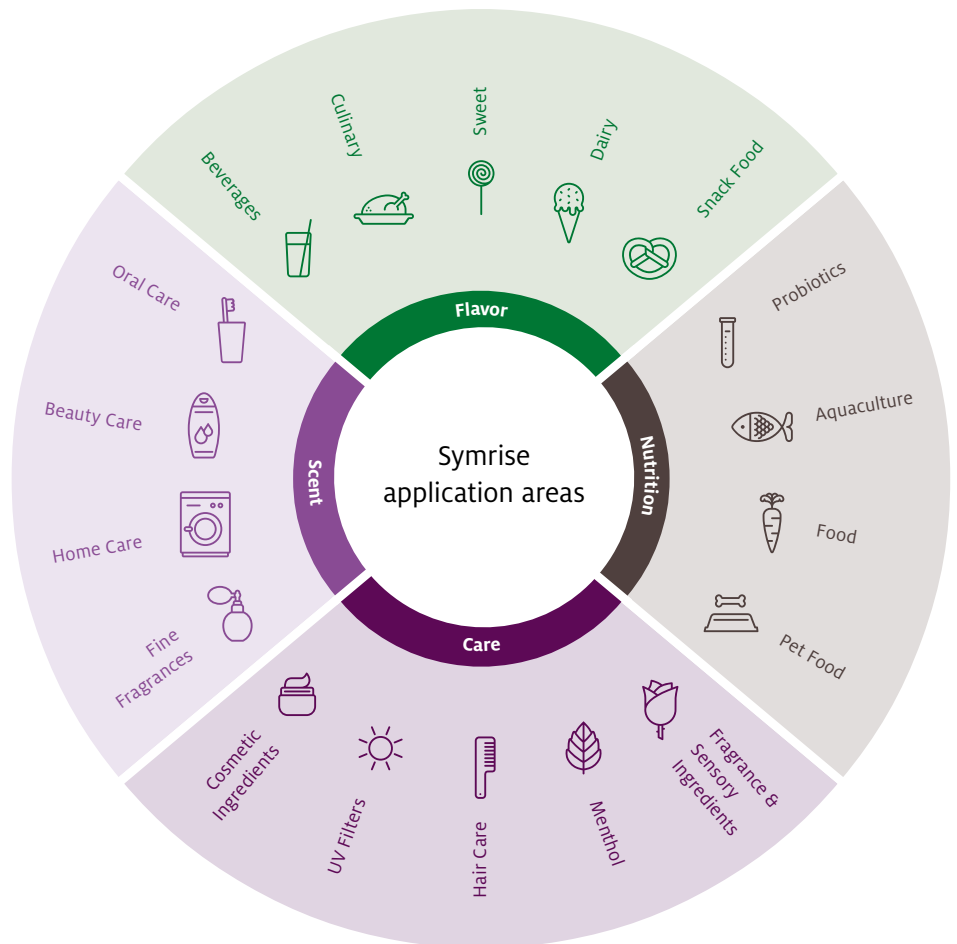 Symrise
application areas
Flavor
Beverages
Culinary
Sweet
Dairy
Snack Food
Nutrition
Probiotics
Aquaculture
Food
Pet Food
Care
Fragrance &
Sensory
Ingredients
Menthol
Hair Care
UV Filters
Cosmetic
Ingredients
Scent
Fine
Fragrances
Home Care
Beauty Care
Oral Care